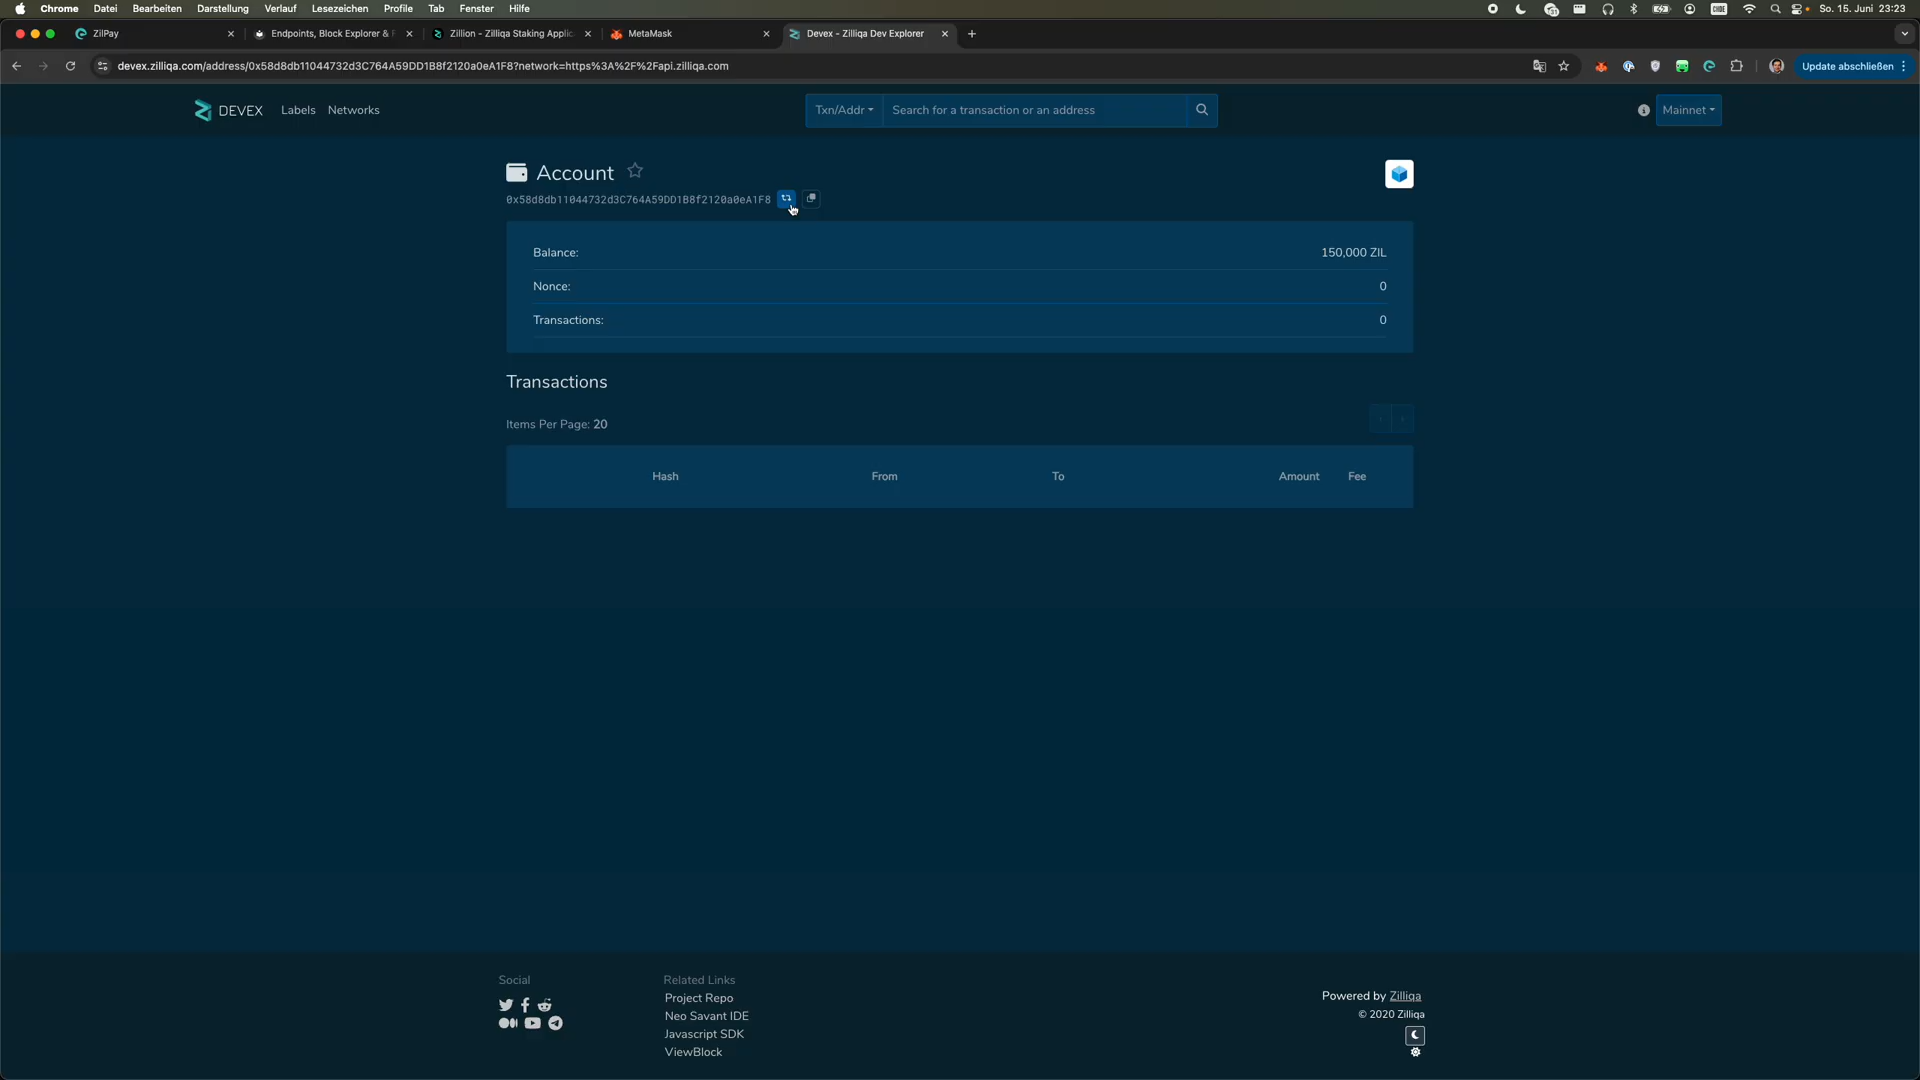 Chrome Datei Bearbeiten Darstellung Verlauf Lesezeichen Profile Tab Fenster Hilfe So. 15. Juni 23:23
ZilPay Endpoints, Block Explorer & Zillion - Zilliqa Staking Applic MetaMask Devex - Zilliqa Dev Explorer
devex.zilliqa.com/address/0x58d8db11044732d3C764A59DD1B8f2120a0eA1F8?network=https%3A%2F%2Fapi.zilliqa.com Update abschließen
DEVEX Labels Networks Txn/Addr Search for a transaction or an address Mainnet
Account
0x58d8db11044732d3C764A59DD1B8f2120a0eA1F8
Balance: 150,000 ZIL
Nonce: 0
Transactions: 0
Transactions
Items Per Page: 20
Hash From To Amount Fee
Social
Related Links
Project Repo
Neo Savant IDE
Javascript SDK
ViewBlock
Powered by Zilliqa
© 2020 Zilliqa